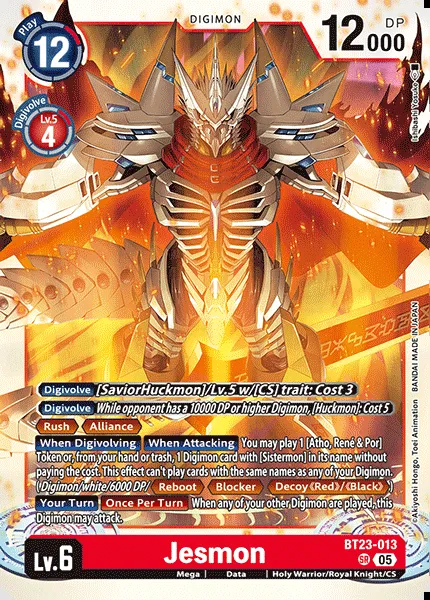 DIGIMON
Play
12
12000 DP
Digivolve
Lv.5
4
Ishibashi Yosuke
[Digivolve] [SaviorHuckmon]/Lv.5 w/[CS] trait: Cost 3
[Digivolve] While opponent has a 10000 DP or higher Digimon, [Huckmon]: Cost 5
Rush Alliance
When Digivolving When Attacking You may play 1 [Atho, René & Por]
Token or, from your hand or trash, 1 Digimon card with [Sistermon] in its name without
paying the cost. This effect can't play cards with the same names as any of your Digimon.
(Digimon/white/6000 DP/ Reboot Blocker Decoy (Red)/(Black) )
Your Turn Once Per Turn When any of your other Digimon are played, this
Digimon may attack.
©Akiyoshi Hongo, Toei Animation BANDAI MADE IN JAPAN
Lv.6
Jesmon
BT23-013
SR 05
Mega Data Holy Warrior/Royal Knight/CS